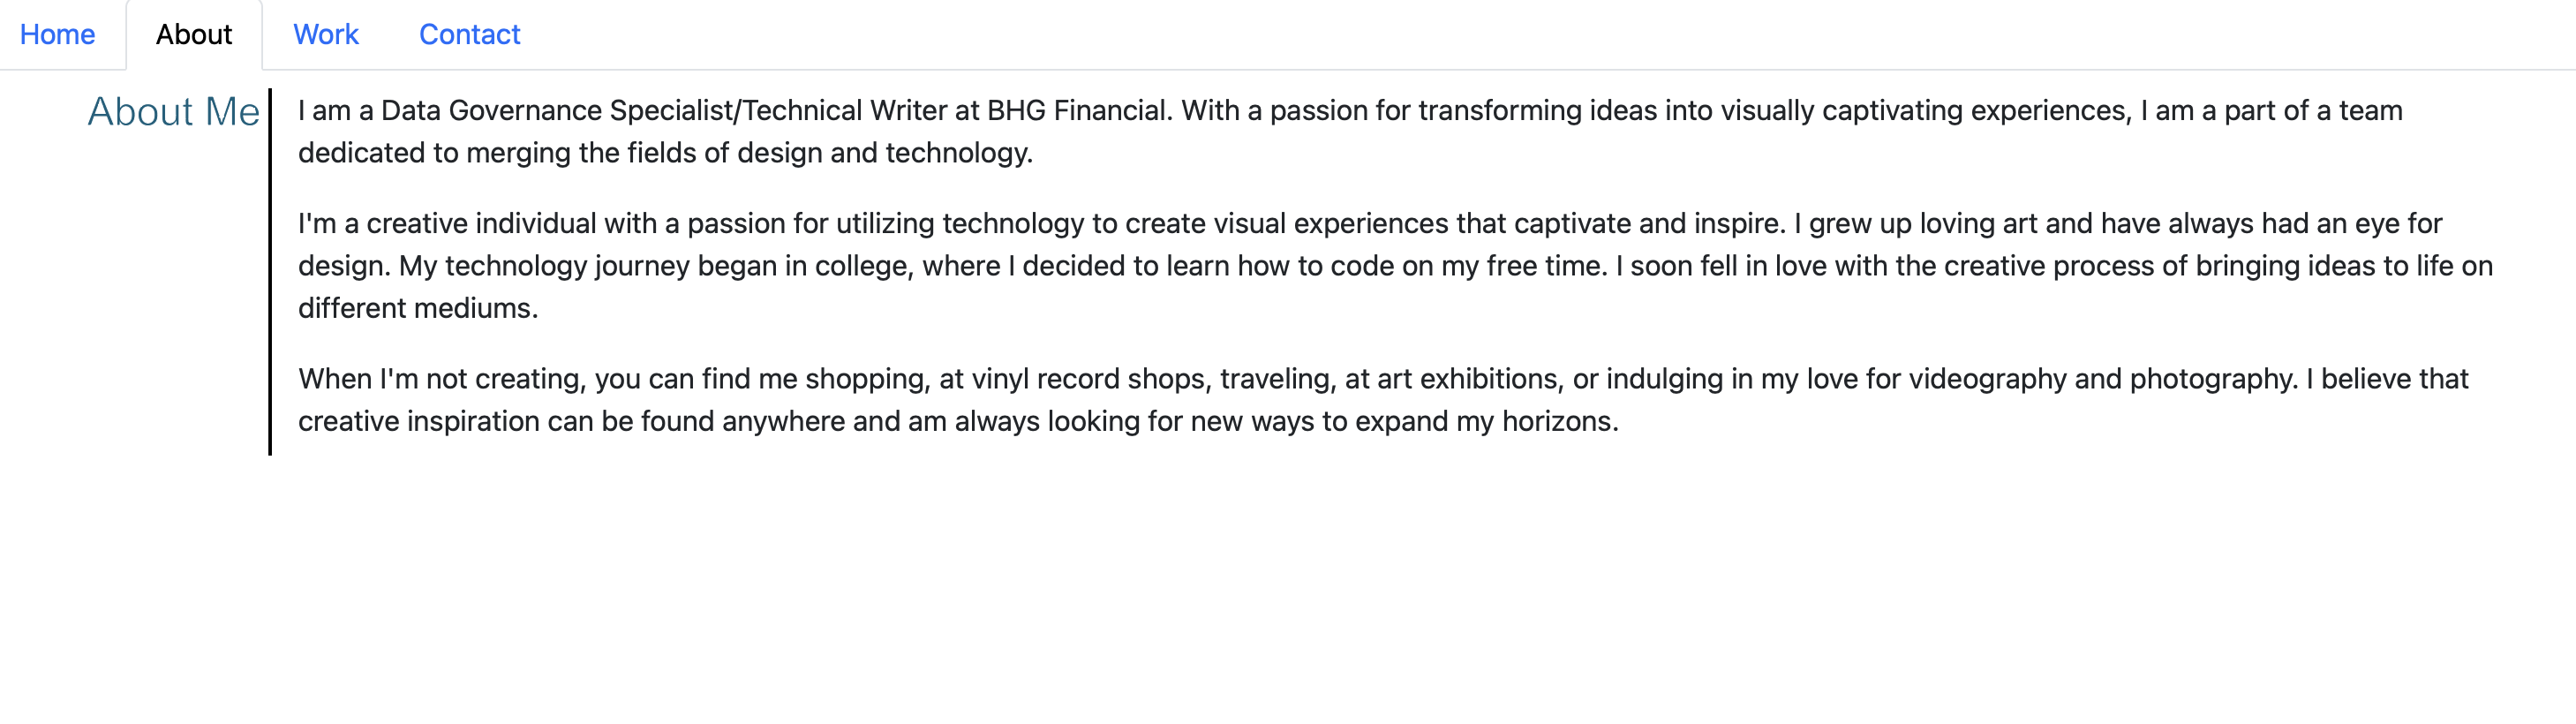 Home About Work Contact
About Me
I am a Data Governance Specialist/Technical Writer at BHG Financial. With a passion for transforming ideas into visually captivating experiences, I am a part of a team
dedicated to merging the fields of design and technology.
I'm a creative individual with a passion for utilizing technology to create visual experiences that captivate and inspire. I grew up loving art and have always had an eye for
design. My technology journey began in college, where I decided to learn how to code on my free time. I soon fell in love with the creative process of bringing ideas to life on
different mediums.
When I'm not creating, you can find me shopping, at vinyl record shops, traveling, at art exhibitions, or indulging in my love for videography and photography. I believe that
creative inspiration can be found anywhere and am always looking for new ways to expand my horizons.